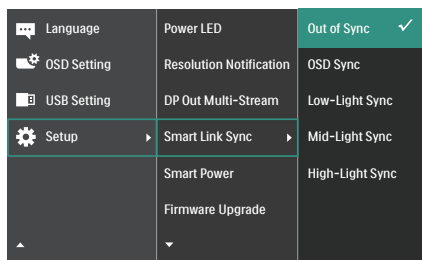 Language
OSD Setting
USB Setting
Setup
Power LED
Resolution Notification
DP Out Multi-Stream
Smart Link Sync
Smart Power
Firmware Upgrade
Out of Sync
OSD Sync
Low-Light Sync
Mid-Light Sync
High-Light Sync